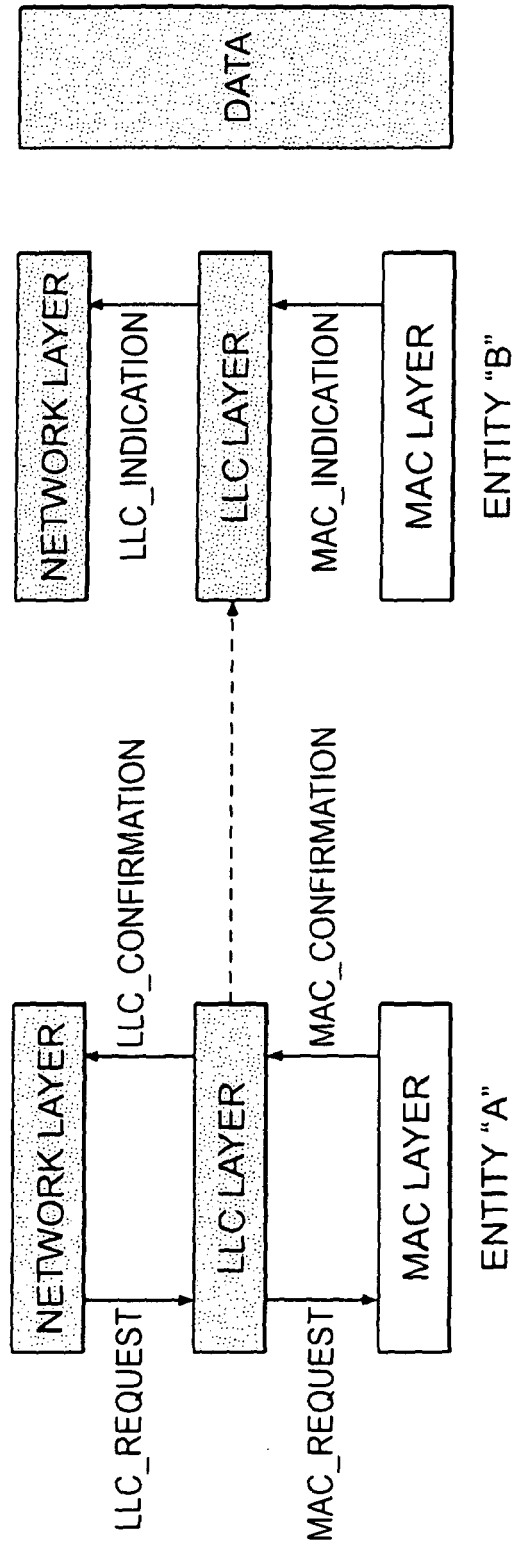 NETWORK LAYER
LLC_REQUEST
LLC_CONFIRMATION
LLC LAYER
MAC_REQUEST
MAC_CONFIRMATION
MAC LAYER
ENTITY “A”
NETWORK LAYER
LLC_INDICATION
LLC LAYER
MAC_INDICATION
MAC LAYER
ENTITY “B”
DATA